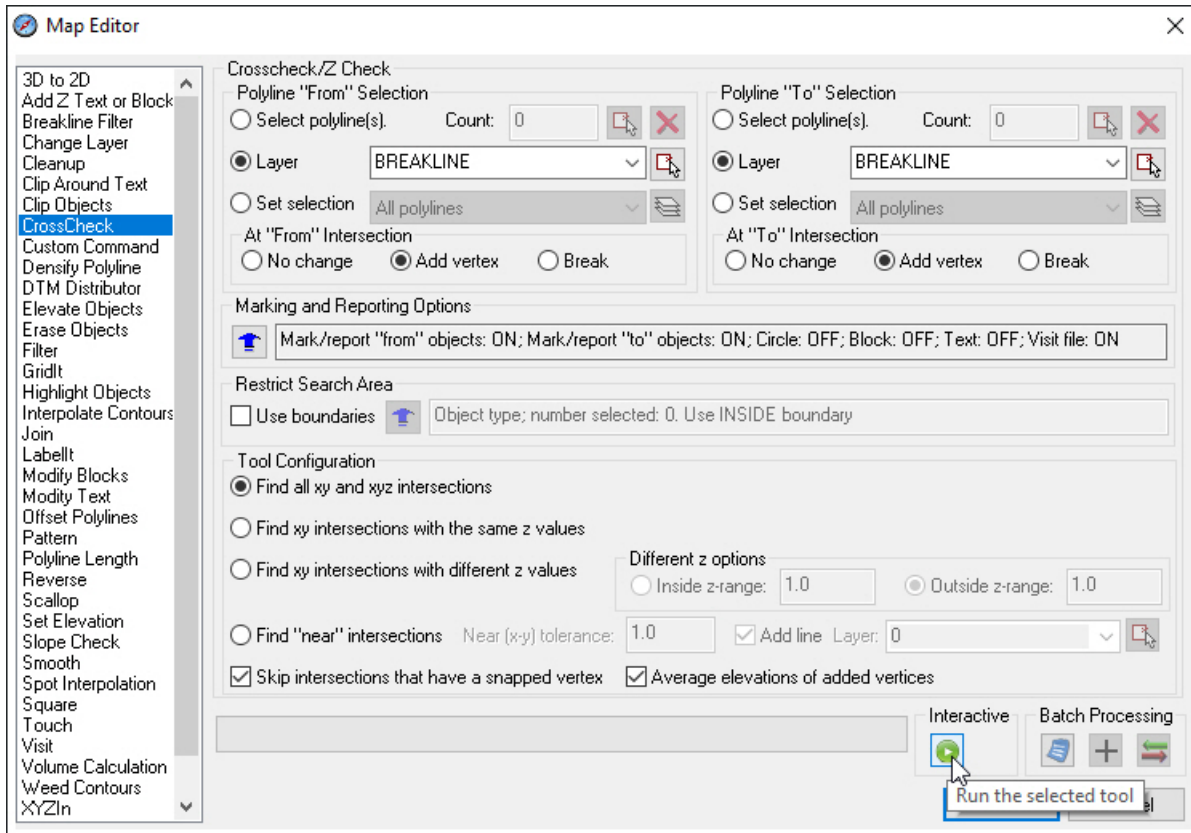 Map Editor
3D to 2D
Add Z Text or Block
Breakline Filter
Change Layer
Cleanup
Clip Around Text
Clip Objects
CrossCheck
Custom Command
Densify Polyline
DTM Distributor
Elevate Objects
Erase Objects
Filter
GridIt
Highlight Objects
Interpolate Contours
Join
LabelIt
Modify Blocks
Modity Text
Offset Polylines
Pattern
Polyline Length
Reverse
Scallop
Set Elevation
Slope Check
Smooth
Spot Interpolation
Square
Touch
Visit
Volume Calculation
Weed Contours
XYZIn
Crosscheck/Z Check
Polyline "From" Selection
Select polyline(s). Count: 0
Layer BREAKLINE
Set selection All polylines
At "From" Intersection
No change Add vertex Break
Polyline "To" Selection
Select polyline(s). Count: 0
Layer BREAKLINE
Set selection All polylines
At "To" Intersection
No change Add vertex Break
Marking and Reporting Options
Mark/report "from" objects: ON; Mark/report "to" objects: ON; Circle: OFF; Block: OFF; Text: OFF; Visit file: ON
Restrict Search Area
Use boundaries Object type; number selected: 0. Use INSIDE boundary
Tool Configuration
Find all xy and xyz intersections
Find xy intersections with the same z values
Find xy intersections with different z values
Different z options
Inside z-range: 1.0 Outside z-range: 1.0
Find "near" intersections Near (x-y) tolerance: 1.0 Add line Layer: 0
Skip intersections that have a snapped vertex Average elevations of added vertices
Interactive Batch Processing
Run the selected tool